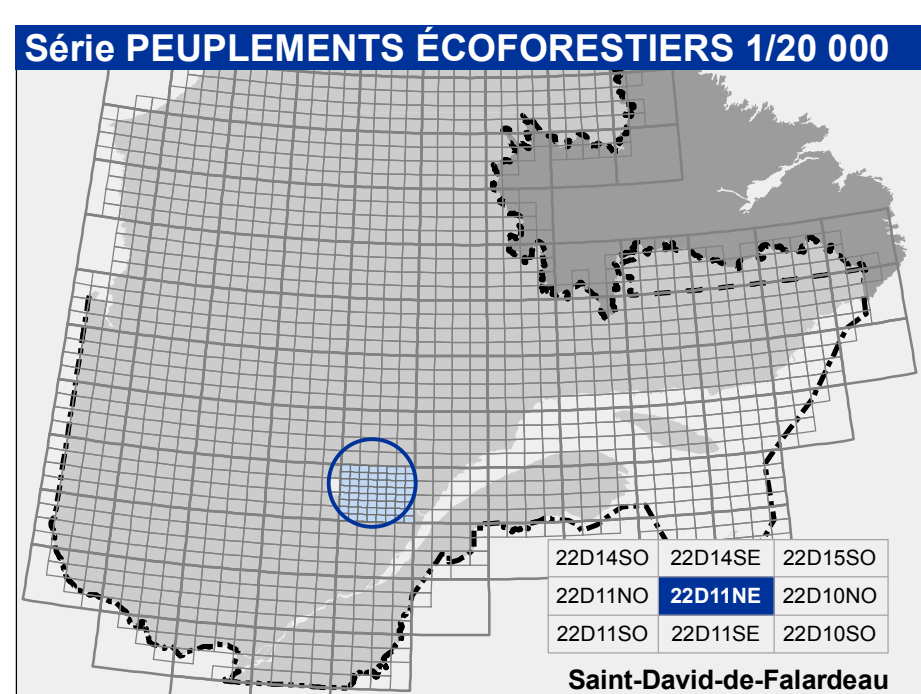 Série PEUPLEMENTS ÉCOFORESTIERS 1/20 000
22D14SO 22D14SE 22D15SO
22D11NO 22D11NE 22D10NO
22D11SO 22D11SE 22D10SO
Saint-David-de-Falardeau